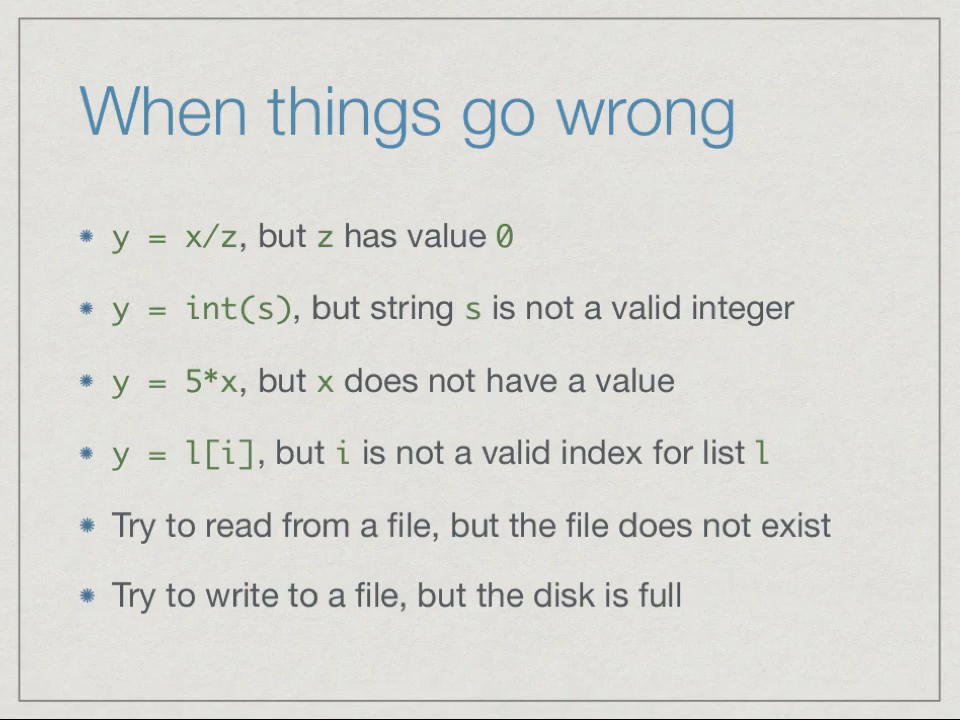 When things go wrong
y = x/z, but z has value 0
y = int(s), but string s is not a valid integer
y = 5*x, but x does not have a value
y = l[i], but i is not a valid index for list l
Try to read from a file, but the file does not exist
Try to write to a file, but the disk is full